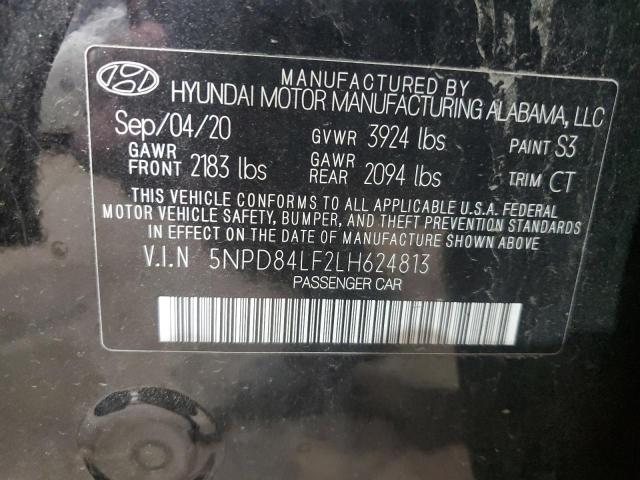 MANUFACTURED BY
HYUNDAI MOTOR MANUFACTURING ALABAMA, LLC
Sep/04/20 GVWR 3924 lbs PAINT S3
GAWR FRONT 2183 lbs GAWR REAR 2094 lbs TRIM CT
THIS VEHICLE CONFORMS TO ALL APPLICABLE U.S.A. FEDERAL
MOTOR VEHICLE SAFETY, BUMPER, AND THEFT PREVENTION STANDARDS
IN EFFECT ON THE DATE OF MANUFACTURE SHOWN ABOVE.
V.I.N 5NPD84LF2LH624813
PASSENGER CAR